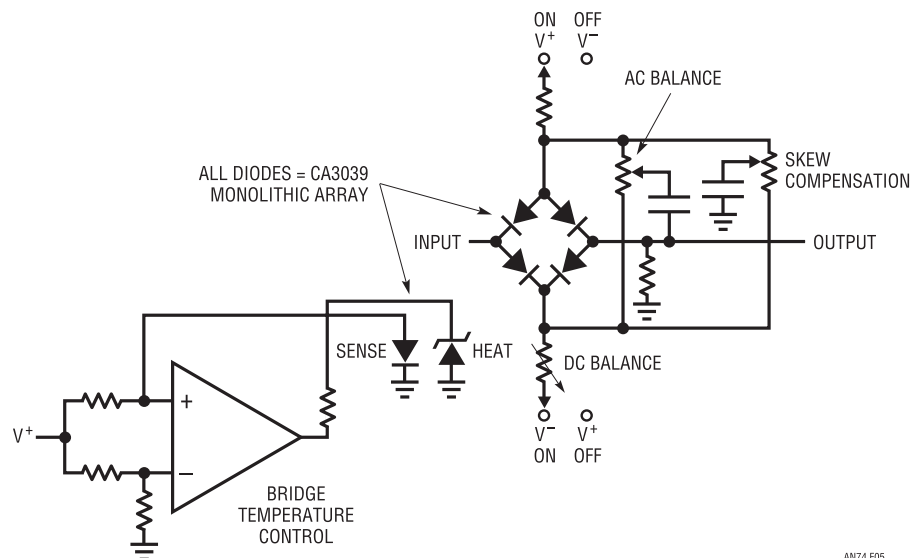 ON OFF
V+ V−
AC BALANCE
SKEW
COMPENSATION
ALL DIODES = CA3039
MONOLITHIC ARRAY
INPUT
OUTPUT
SENSE
HEAT
DC BALANCE
+
V+
−
V− V+
ON OFF
BRIDGE
TEMPERATURE
CONTROL
AN74 F05